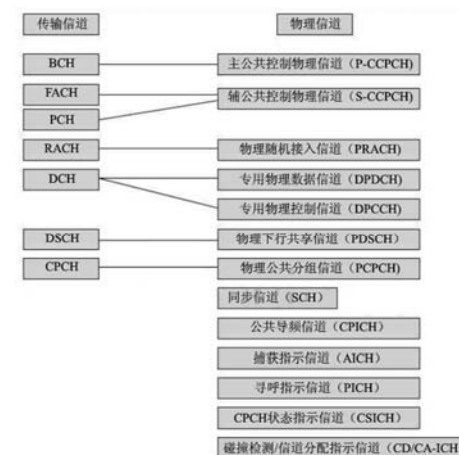 传输信道 物理信道
BCH 主公共控制物理信道（P-CCPCH)
FACH 辅公共控制物理信道（S-CCPCH)
PCH
RACH 物理随机接入信道（PRACH)
DCH 专用物理数据信道（DPDCH)
专用物理控制信道（DPCCH)
DSCH 物理下行共享信道（PDSCH）
CPCH 物理公共分组信道（PCPCH)
同步信道（SCH）
公共导频信道（CPICH）
捕获指示信道（AICH）
寻呼指示信道（PICH）
CPCH状态指示信道（CSICH）
碰撞检测/信道分配指示信道（CD/CA-ICH